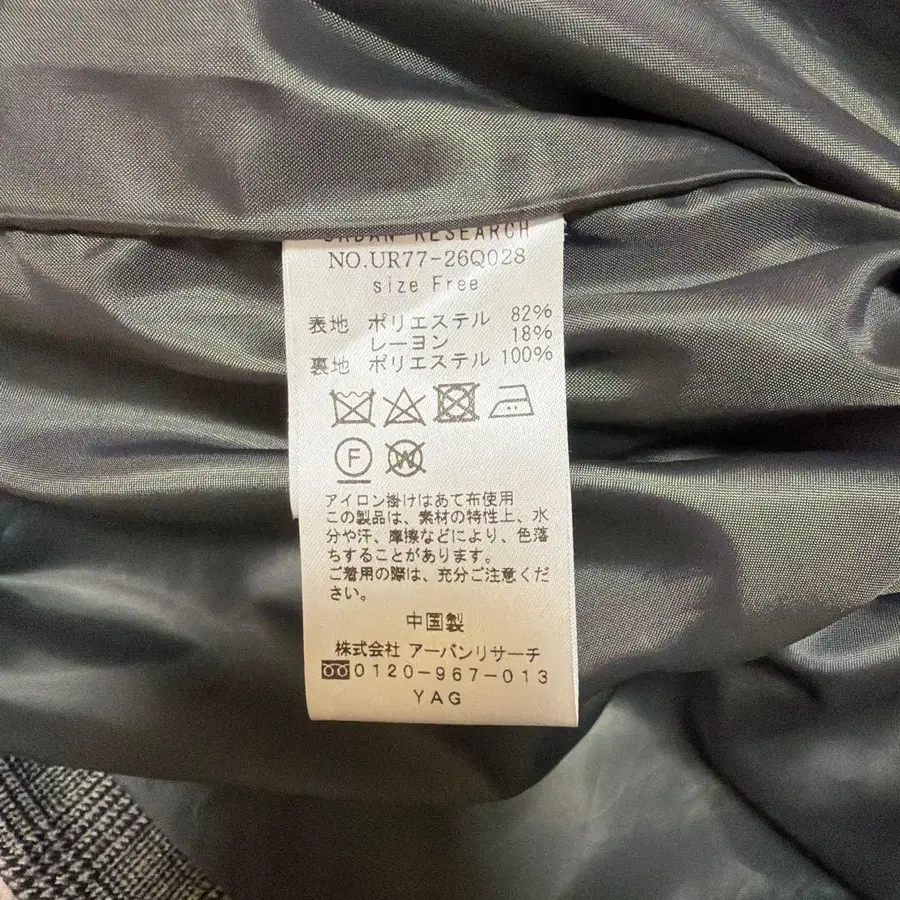 URBAN RESEARCH
NO.UR77-26Q028
size Free
表地 ポリエステル 82%
レーヨン 18%
裏地 ポリエステル 100%
F
W
アイロン掛けはあて布使用
この製品は、素材の特性上、水
分や汗、摩擦などにより、色落
ちすることがあります。
ご着用の際は、充分ご注意くだ
さい。
中国製
株式会社 アーバンリサーチ
0120-967-013
YAG